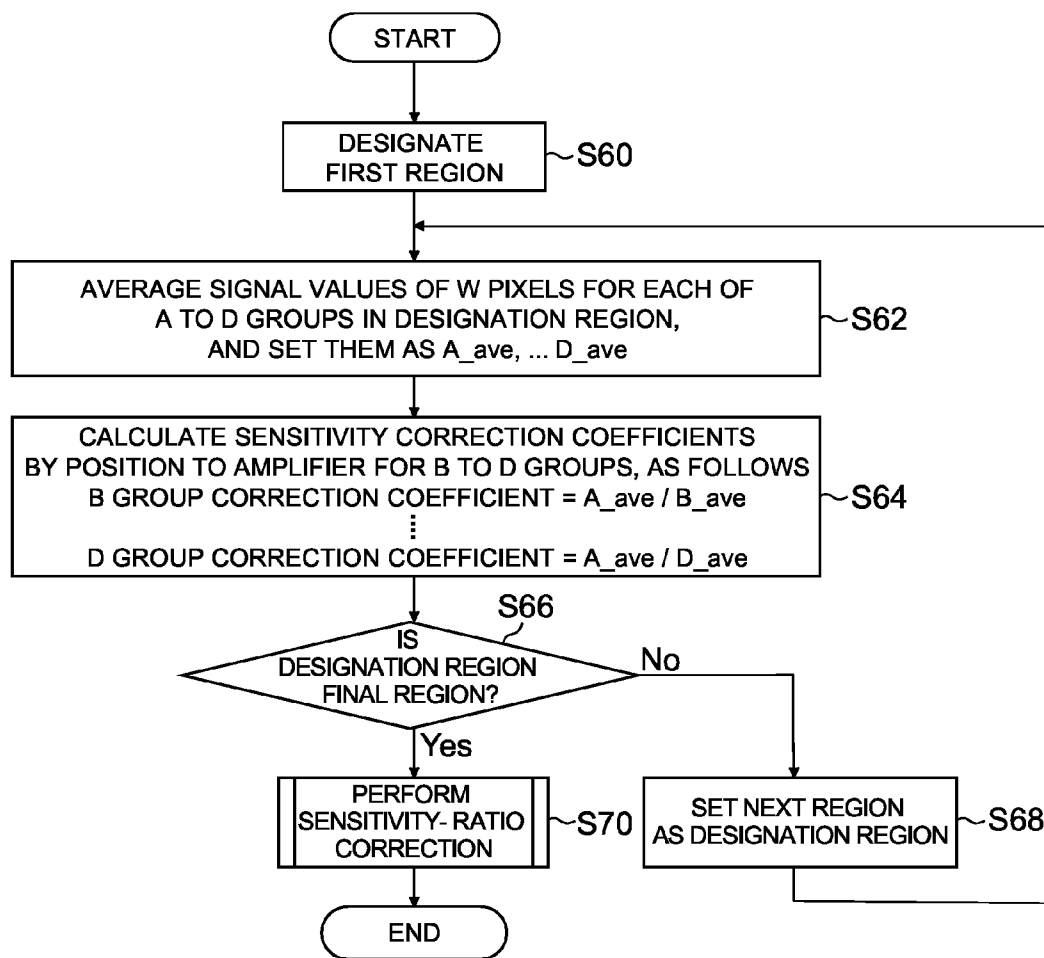 START
DESIGNATE
FIRST REGION
S60
AVERAGE SIGNAL VALUES OF W PIXELS FOR EACH OF
A TO D GROUPS IN DESIGNATION REGION,
AND SET THEM AS A_ave, ... D_ave
S62
CALCULATE SENSITIVITY CORRECTION COEFFICIENTS
BY POSITION TO AMPLIFIER FOR B TO D GROUPS, AS FOLLOWS
B GROUP CORRECTION COEFFICIENT = A_ave / B_ave
D GROUP CORRECTION COEFFICIENT = A_ave / D_ave
S64
S66
IS
DESIGNATION REGION
FINAL REGION?
No
Yes
PERFORM
SENSITIVITY- RATIO
CORRECTION
S70
SET NEXT REGION
AS DESIGNATION REGION
S68
END